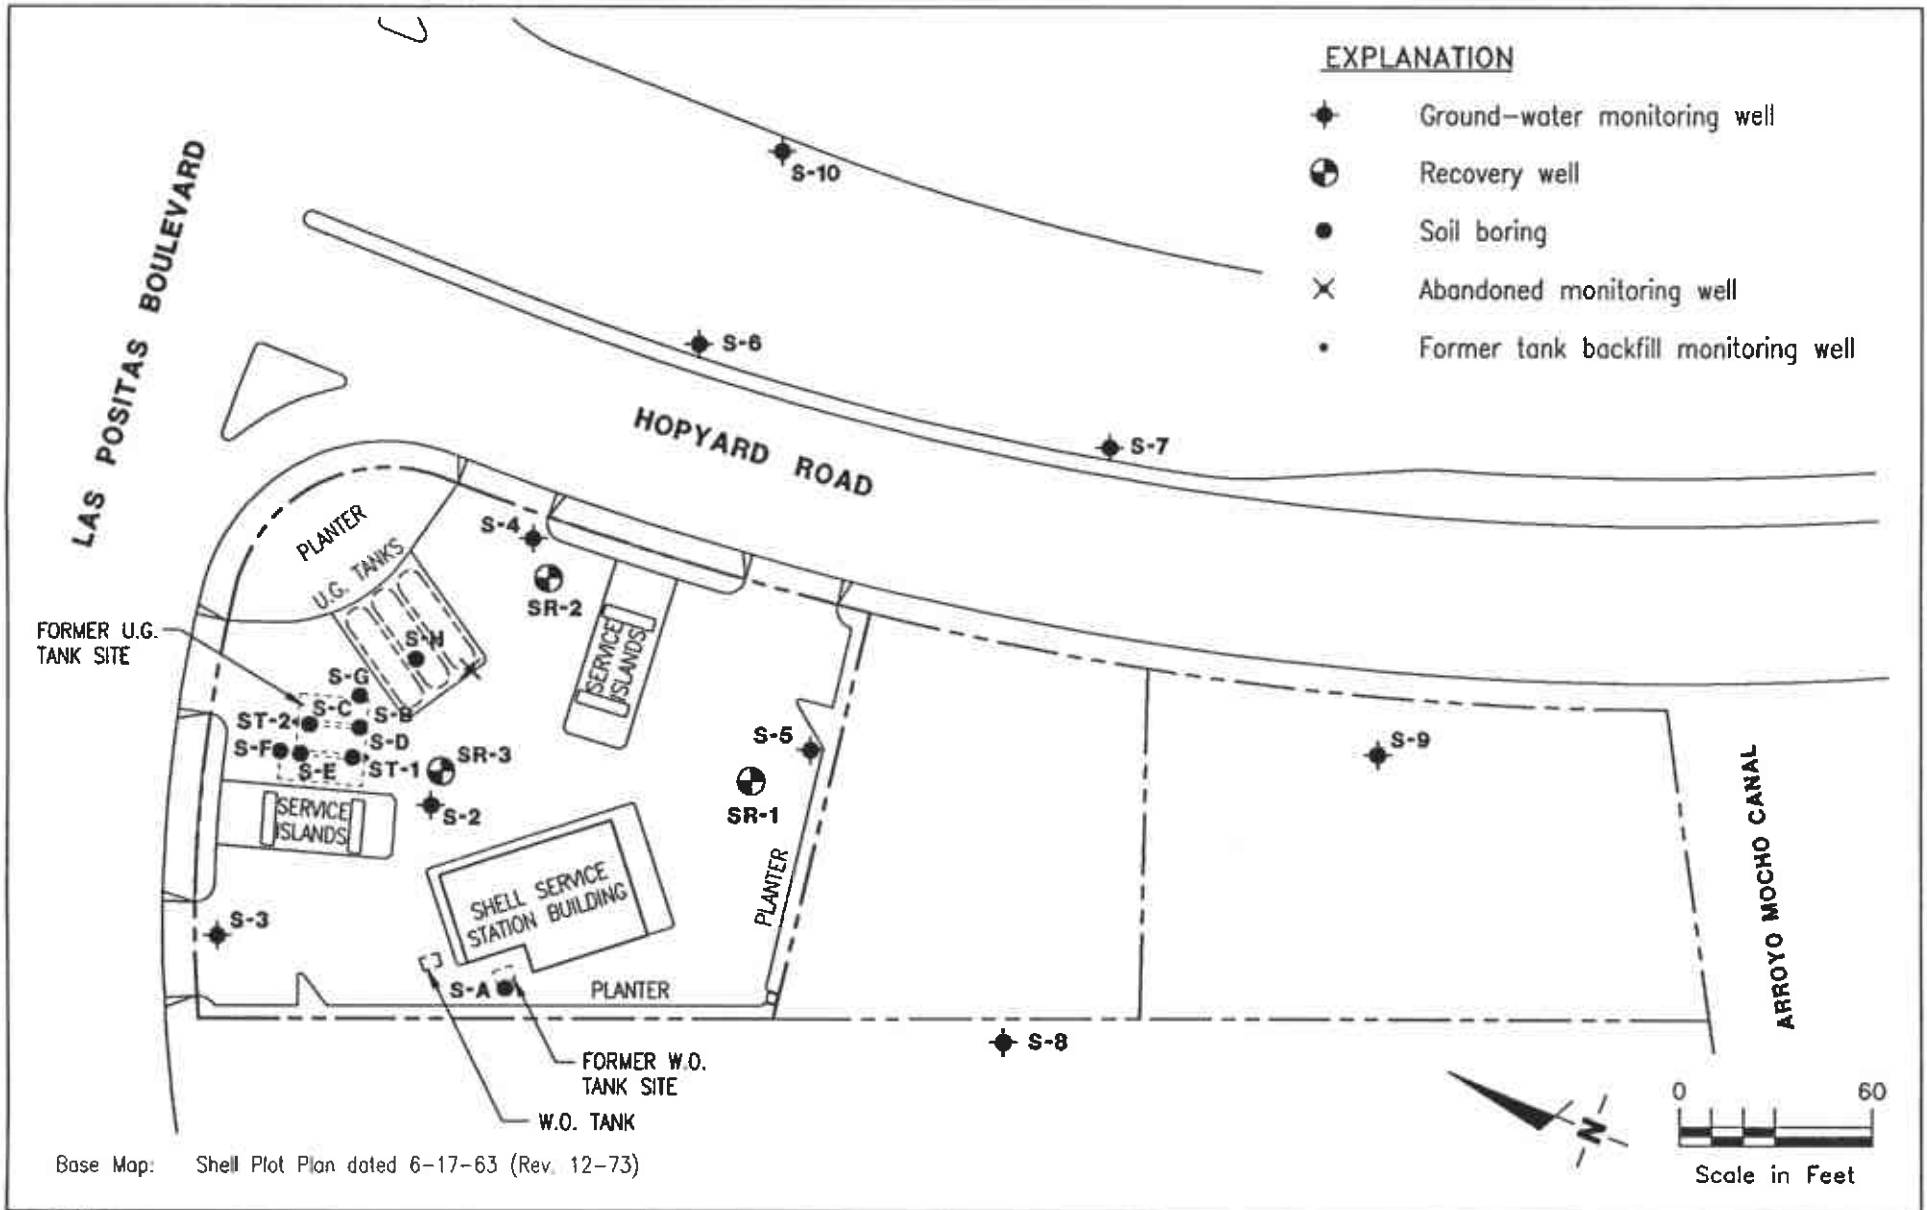 EXPLANATION
Ground-water monitoring well
Recovery well
Soil boring
Abandoned monitoring well
Former tank backfill monitoring well
S-10
LAS POSITAS BOULEVARD
S-6
HOPYARD ROAD
S-7
PLANTER
U.G. TANKS
S-4
SR-2
SERVICE
ISLANDS
FORMER U.G.
TANK SITE
S-H
S-G
S-C
S-B
ST-2
S-D
S-F
S-E
ST-1
SR-3
S-2
SERVICE
ISLANDS
S-5
SR-1
S-9
PLANTER
SHELL SERVICE
STATION BUILDING
S-3
S-A
PLANTER
S-8
ARROYO MOCHO CANAL
FORMER W.O.
TANK SITE
W.O. TANK
N
0 60
Scale in Feet
Base Map: Shell Plot Plan dated 6-17-63 (Rev. 12-73)